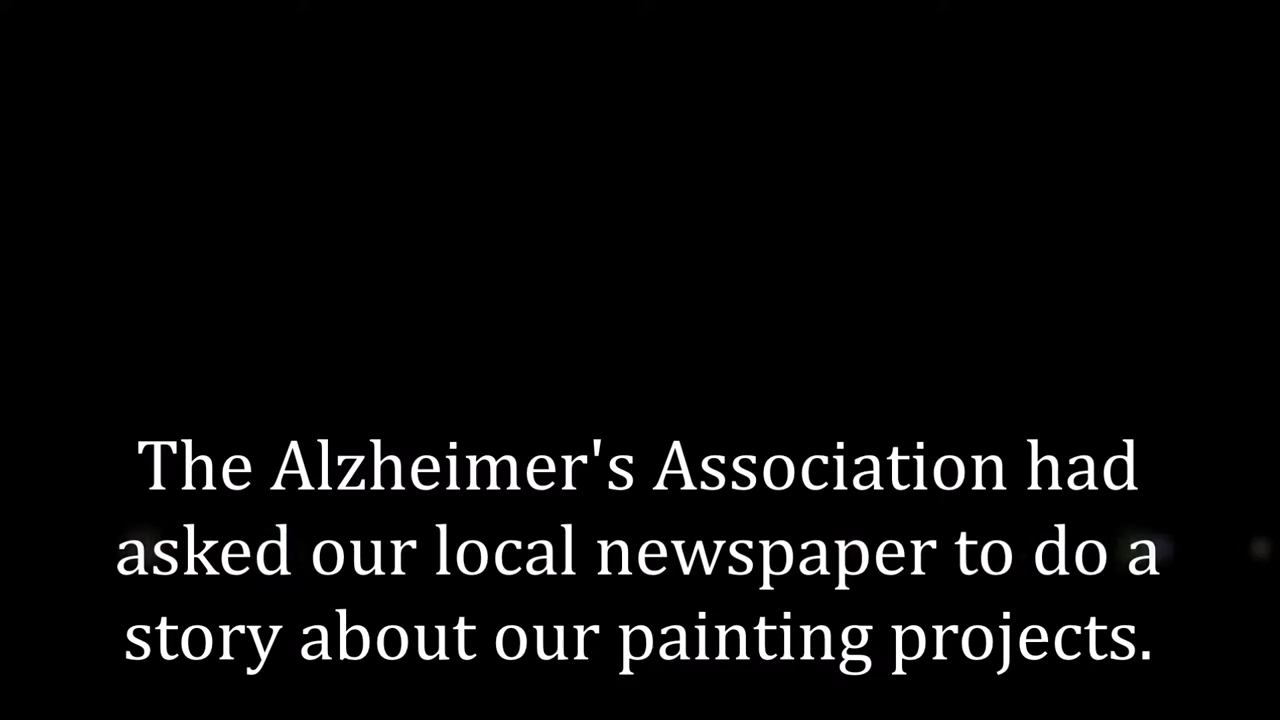 The Alzheimer's Association had
asked our local newspaper to do a
story about our painting projects.